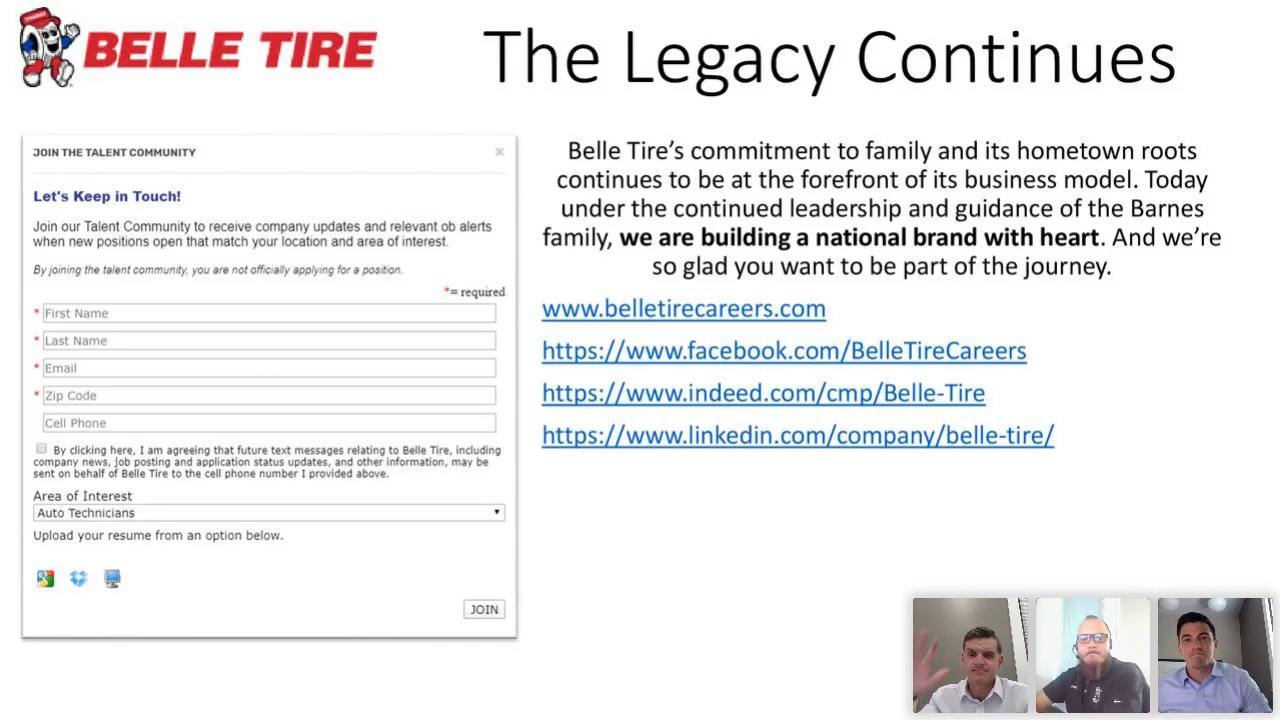 BELLE TIRE
The Legacy Continues
JOIN THE TALENT COMMUNITY
Let's Keep in Touch!
Join our Talent Community to receive company updates and relevant ob alerts
when new positions open that match your location and area of interest.
By joining the talent community, you are not officially applying for a position.
*= required
* First Name
* Last Name
* Email
* Zip Code
Cell Phone
By clicking here, I am agreeing that future text messages relating to Belle Tire, including
company news, job posting and application status updates, and other information, may be
sent on behalf of Belle Tire to the cell phone number I provided above.
Area of Interest
Auto Technicians
Upload your resume from an option below.
JOIN
Belle Tire’s commitment to family and its hometown roots
continues to be at the forefront of its business model. Today
under the continued leadership and guidance of the Barnes
family, we are building a national brand with heart. And we’re
so glad you want to be part of the journey.
www.belletirecareers.com
https://www.facebook.com/BelleTireCareers
https://www.indeed.com/cmp/Belle-Tire
https://www.linkedin.com/company/belle-tire/